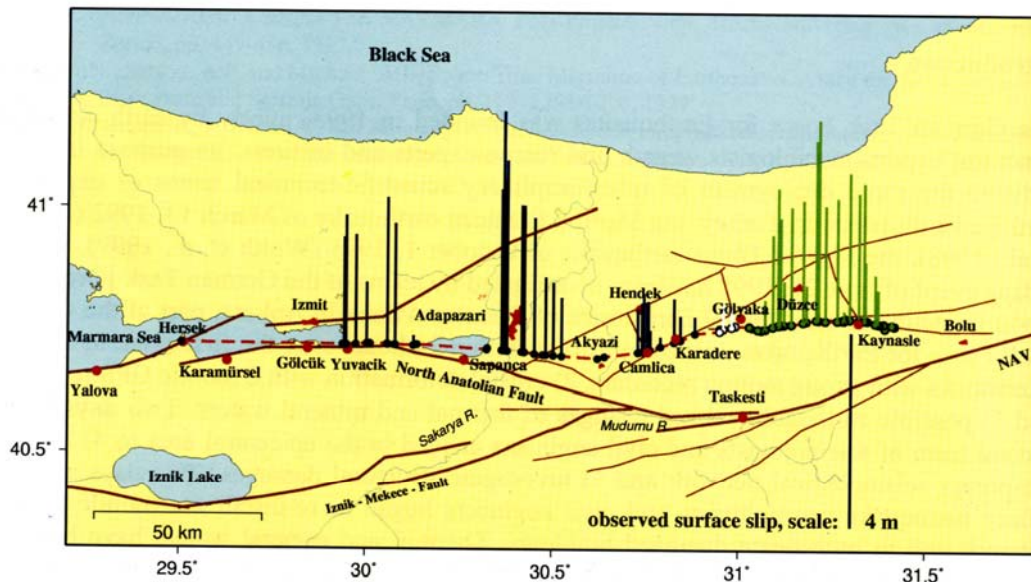 Black Sea
41°
Hendek
Izmit
Adapazari
Gölyaka
Düzce
Hersek
Marmara Sea
Akyazi
Bolu
Karadere
Kaynasle
Sapanca
Camlica
Gölcük
Yuvacik
Karamürsel
Yalova
North Anatolian Fault
NAV
Taskesti
Sakarya R.
Mudurnu R
40.5°
Iznik Lake
Iznik - Mekece - Fault
50 km
observed surface slip, scale: 4 m
29.5°
30°
30.5°
31°
31.5°